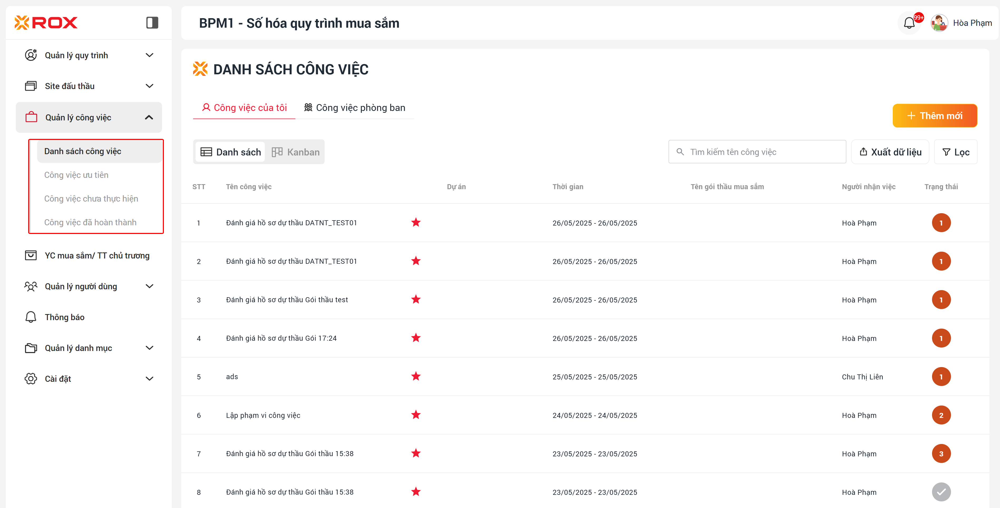 ROX
BPM1 - Số hóa quy trình mua sắm
99+
Hòa Phạm
Quản lý quy trình
Site đấu thầu
Quản lý công việc
Danh sách công việc
Công việc ưu tiên
Công việc chưa thực hiện
Công việc đã hoàn thành
YC mua sắm/ TT chủ trương
Quản lý người dùng
Thông báo
Quản lý danh mục
Cài đặt
DANH SÁCH CÔNG VIỆC
Công việc của tôi Công việc phòng ban
Thêm mới
Danh sách Kanban
Tìm kiếm tên công việc
Xuất dữ liệu
Lọc
STT Tên công việc Dự án Thời gian Tên gói thầu mua sắm Người nhận việc Trạng thái
1 Đánh giá hồ sơ dự thầu DATNT_TEST01 26/05/2025 - 26/05/2025 Hoà Phạm 1
2 Đánh giá hồ sơ dự thầu DATNT_TEST01 26/05/2025 - 26/05/2025 Hoà Phạm 1
3 Đánh giá hồ sơ dự thầu Gói thầu test 26/05/2025 - 26/05/2025 Hoà Phạm 1
4 Đánh giá hồ sơ dự thầu Gói 17:24 26/05/2025 - 26/05/2025 Hoà Phạm 1
5 ads 25/05/2025 - 25/05/2025 Chu Thị Liên 1
6 Lập phạm vi công việc 24/05/2025 - 24/05/2025 Hoà Phạm 2
7 Đánh giá hồ sơ dự thầu Gói thầu 15:38 23/05/2025 - 23/05/2025 Hoà Phạm 3
8 Đánh giá hồ sơ dự thầu Gói thầu 15:38 23/05/2025 - 23/05/2025 Hoà Phạm